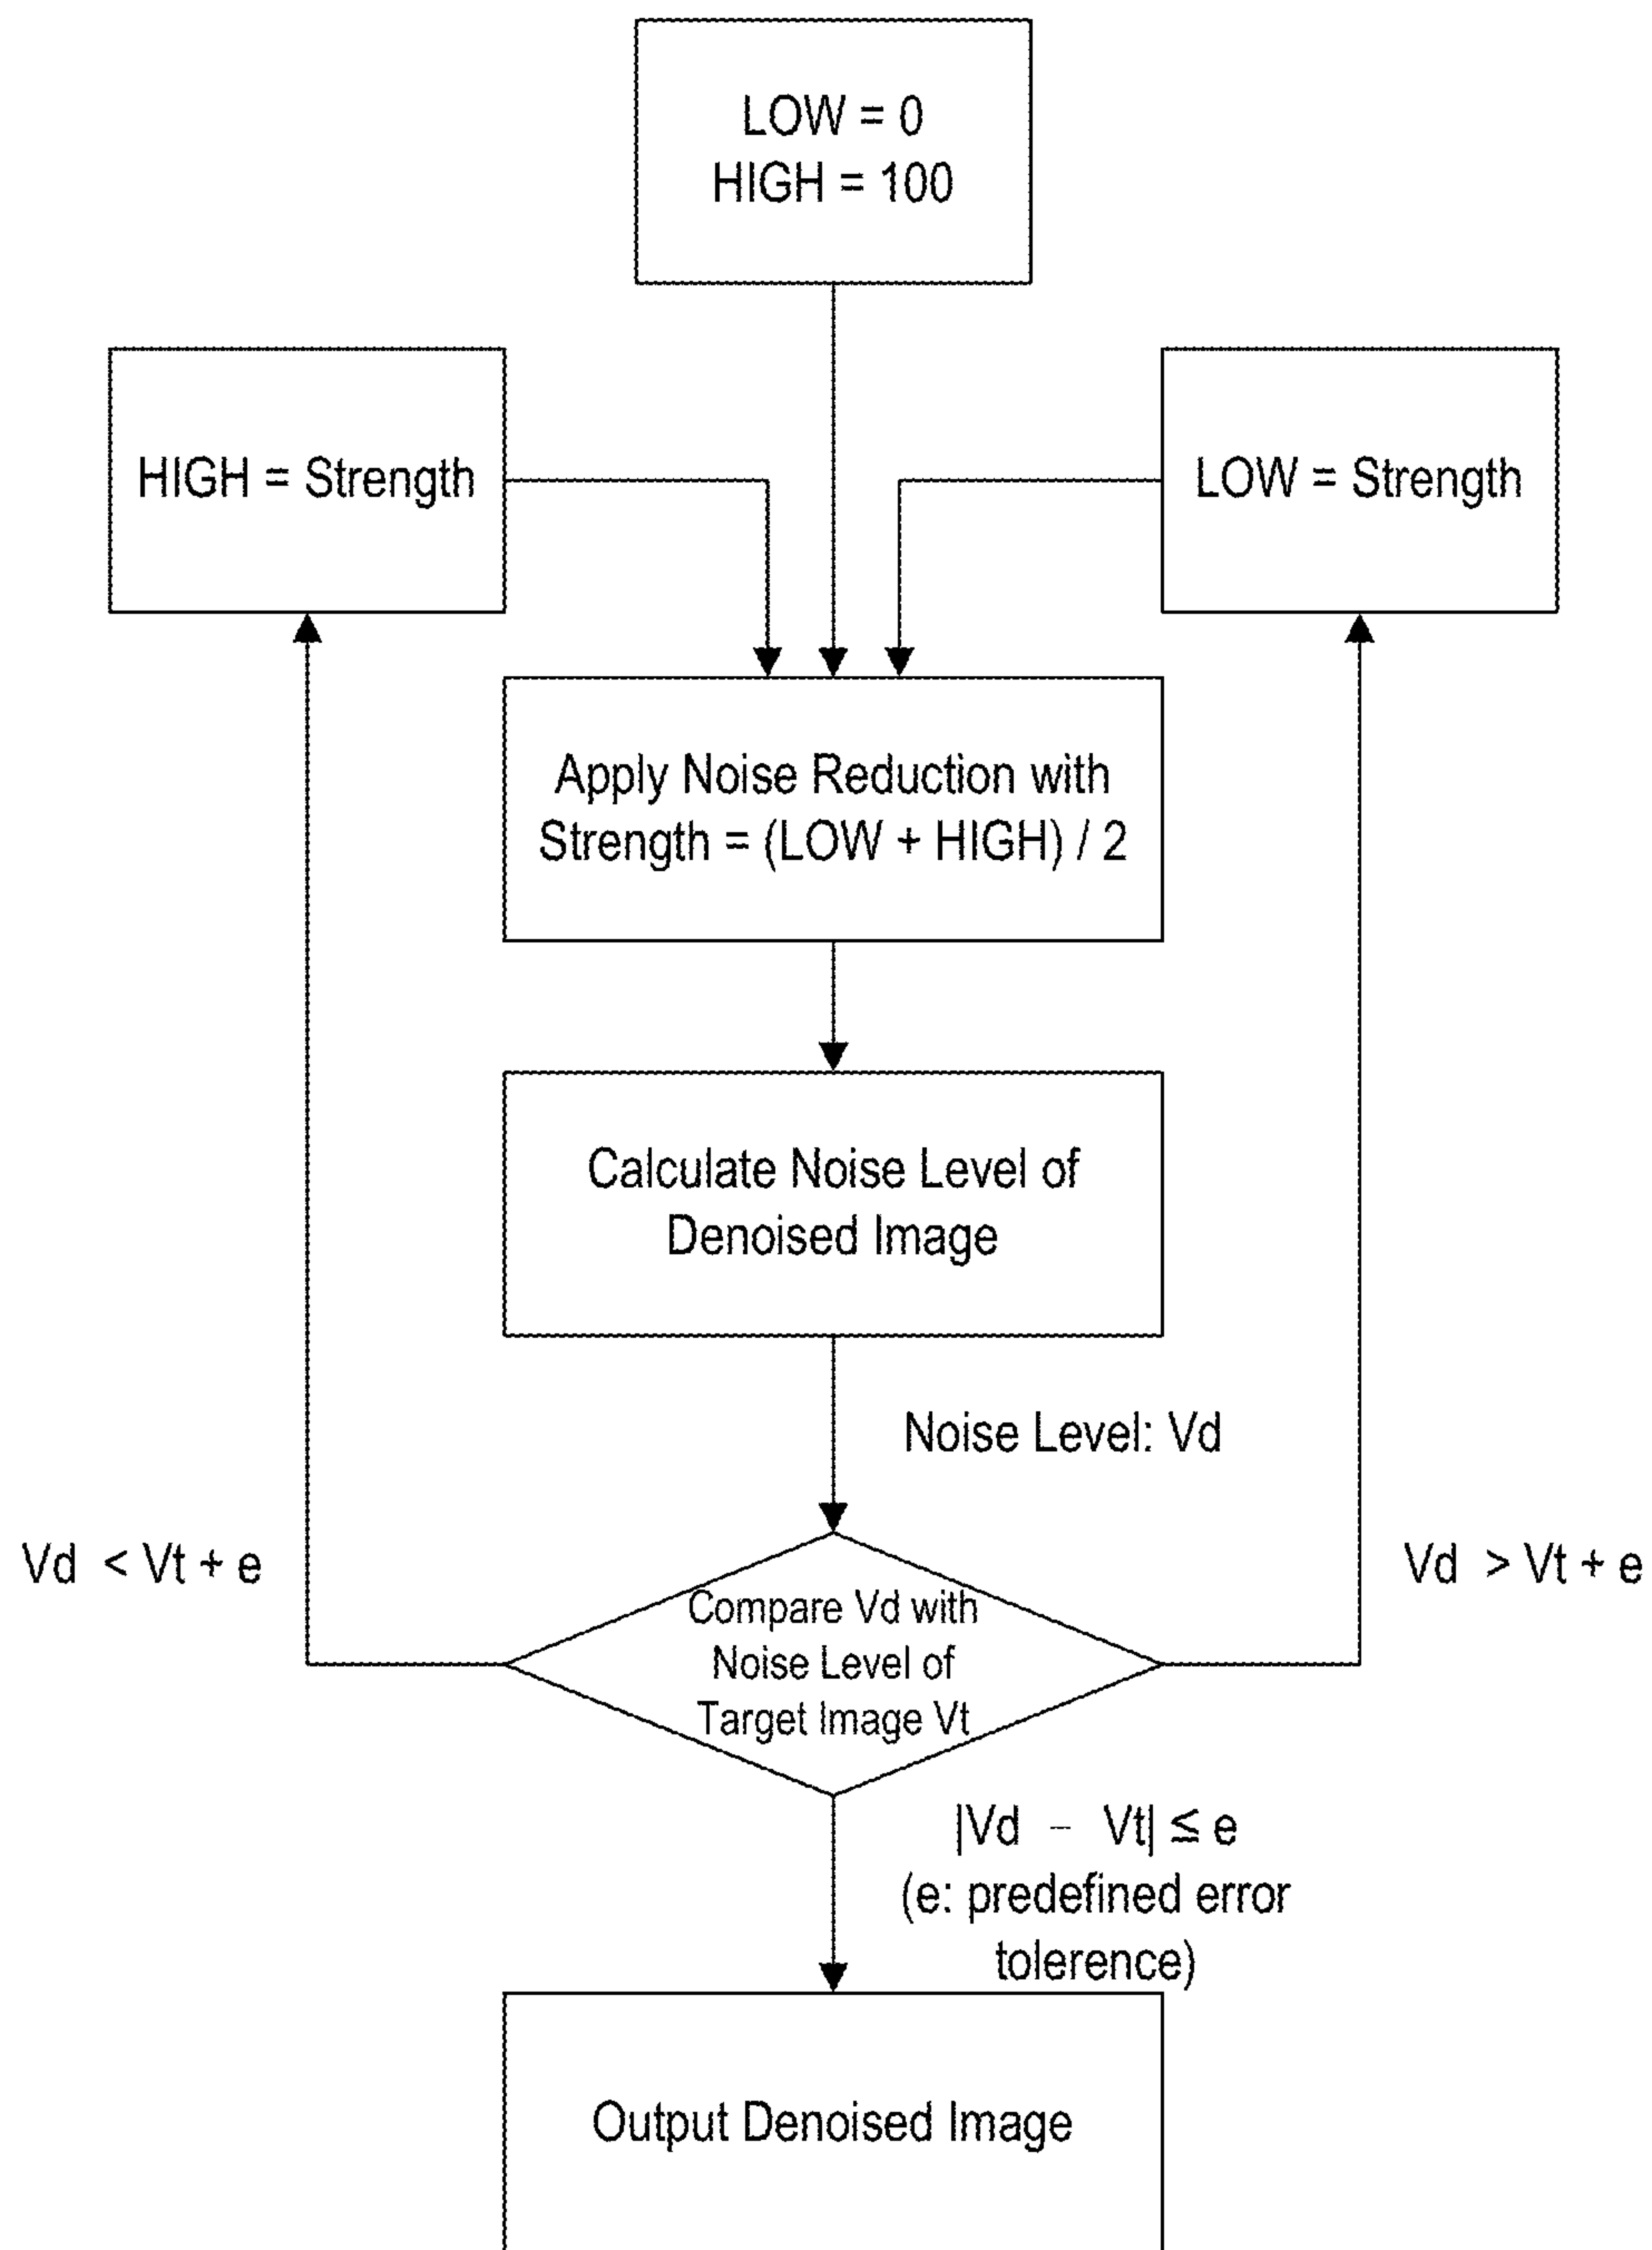 LOW = 0
HIGH = 100
HIGH = Strength
LOW = Strength
Apply Noise Reduction with
Strength = (LOW + HIGH) / 2
Calculate Noise Level of
Denoised Image
Noise Level: Vd
Vd < Vt + e
Vd > Vt + e
Compare Vd with
Noise Level of
Target Image Vt
|Vd - Vt| ≦ e
(e: predefined error
tolerence)
Output Denoised Image